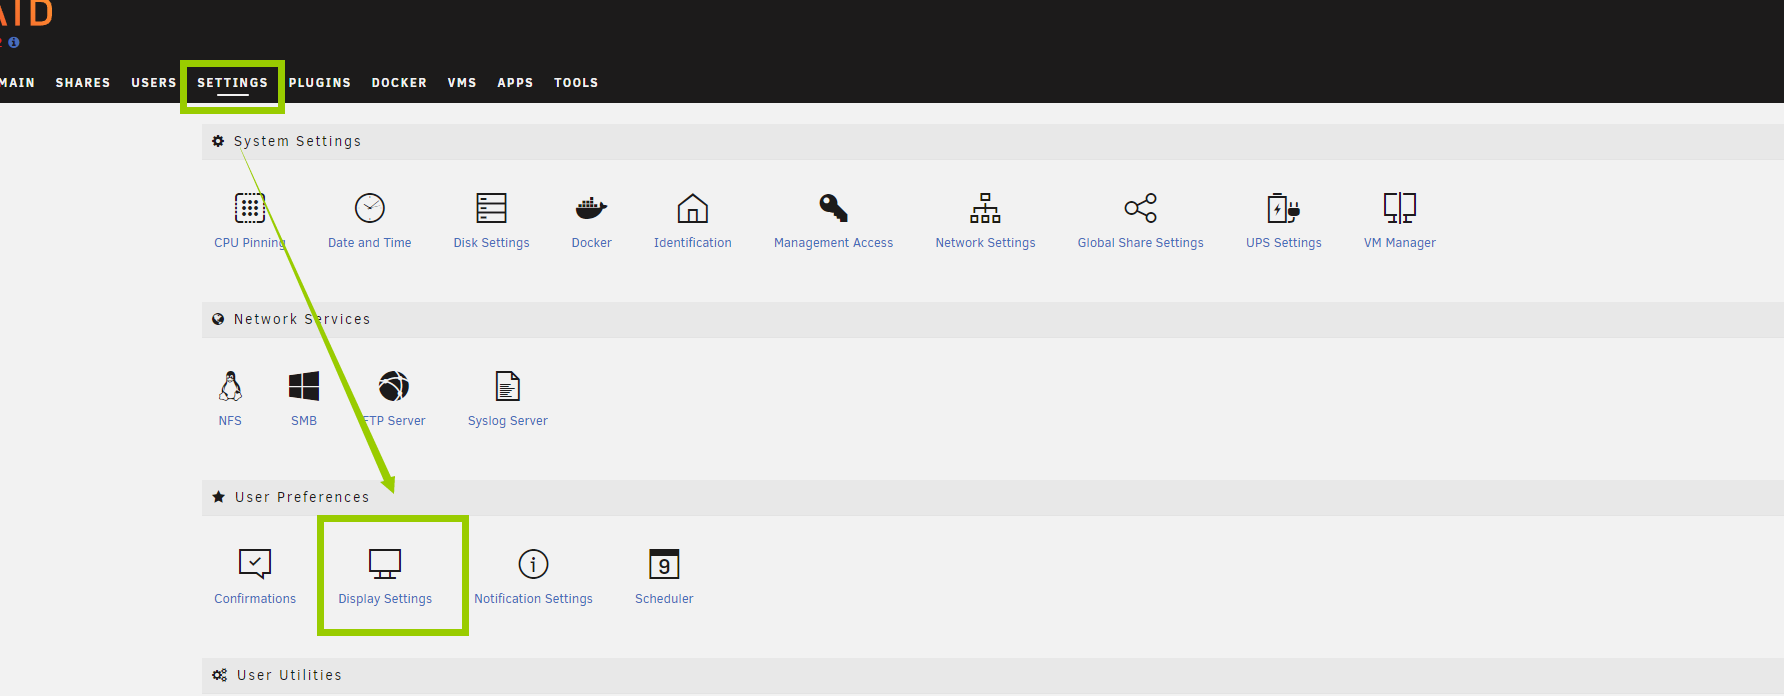 AID
MAIN SHARES USERS SETTINGS PLUGINS DOCKER VMS APPS TOOLS
System Settings
CPU Pinning Date and Time Disk Settings Docker Identification Management Access Network Settings Global Share Settings UPS Settings VM Manager
Network Services
NFS SMB FTP Server Syslog Server
User Preferences
9
Confirmations Display Settings Notification Settings Scheduler
User Utilities